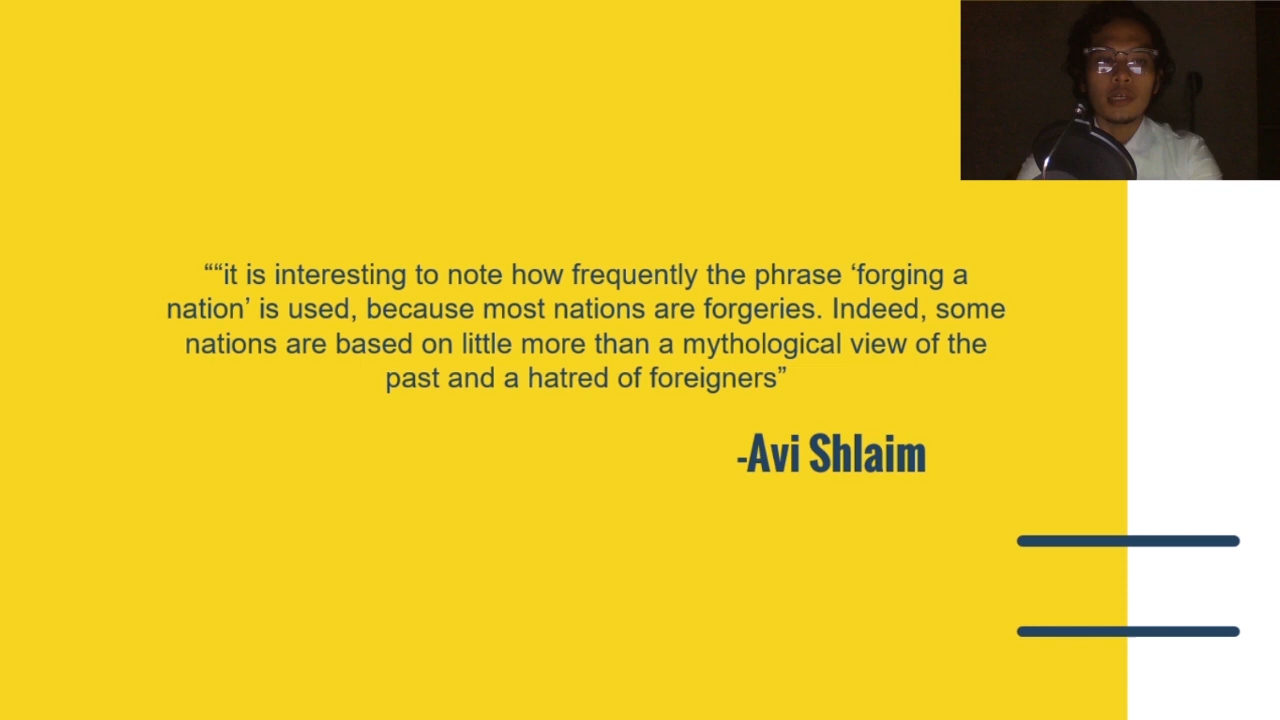 ““it is interesting to note how frequently the phrase ‘forging a
nation’ is used, because most nations are forgeries. Indeed, some
nations are based on little more than a mythological view of the
past and a hatred of foreigners”
-Avi Shlaim